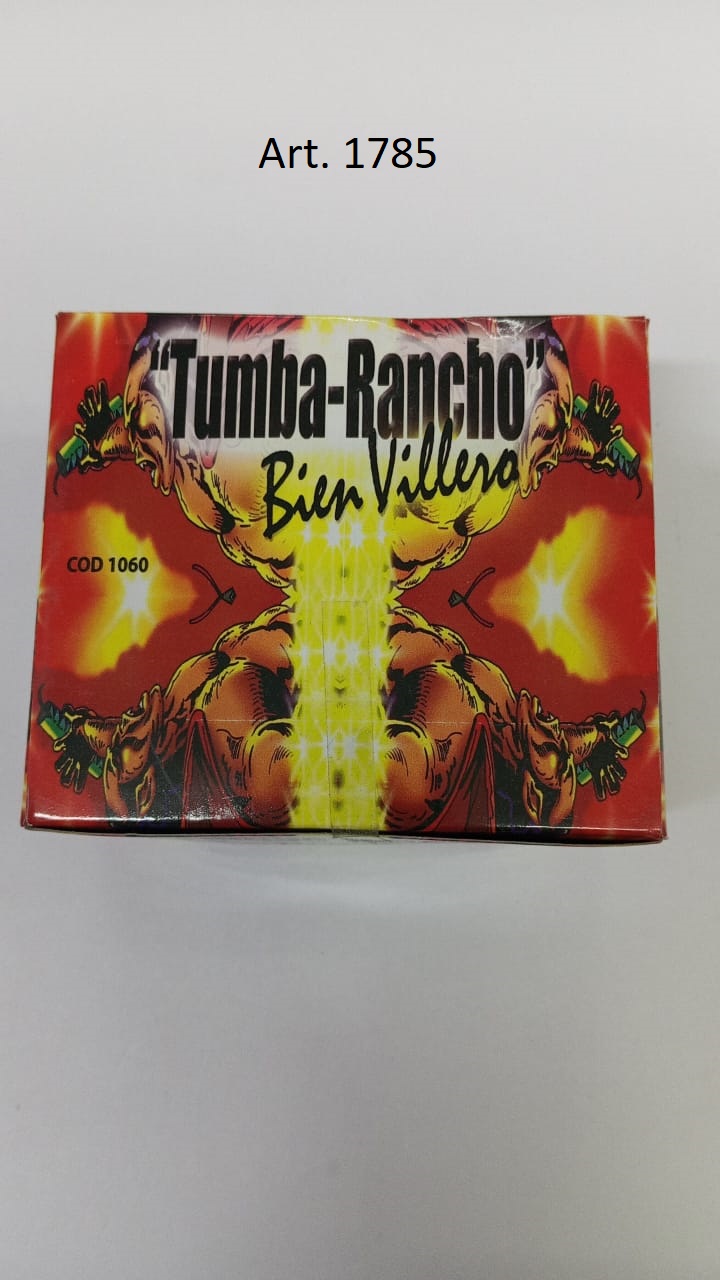 Art. 1785
“Tumba-Rancho”
Bien Villero
COD 1060